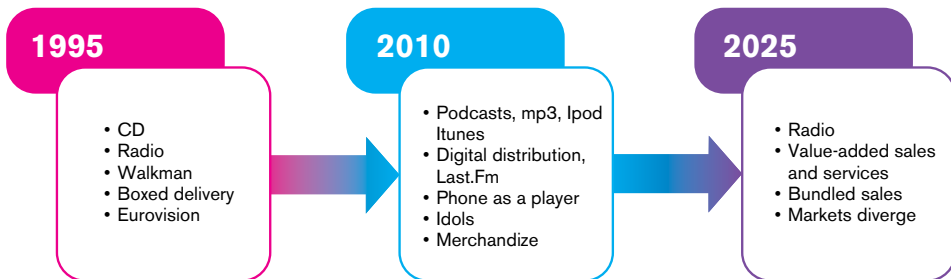 1995
• CD
• Radio
• Walkman
• Boxed delivery
• Eurovision
2010
• Podcasts, mp3, Ipod
Itunes
• Digital distribution,
Last.Fm
• Phone as a player
• Idols
• Merchandize
2025
• Radio
• Value-added sales
and services
• Bundled sales
• Markets diverge